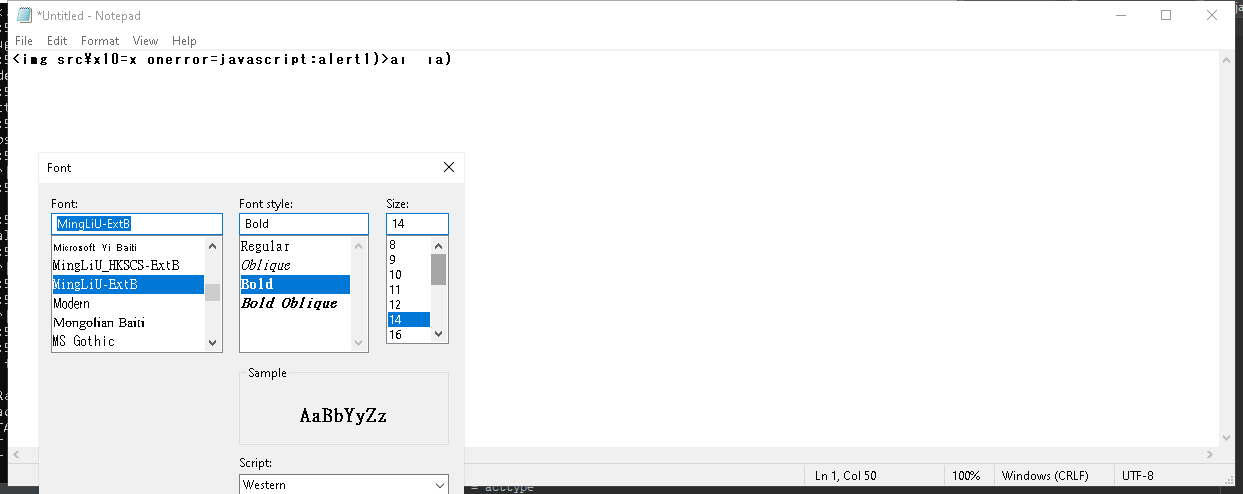 *Untitled - Notepad
File Edit Format View Help
<img src¥x10=x onerror=javascript:alert1)>
Font
Font: Font style: Size:
MingLiU-ExtB Bold 14
Microsoft Yi Baiti
MingLiU_HKSCS-ExtB
MingLiU-ExtB
Modern
Mongolian Baiti
MS Gothic
Regular
Oblique
Bold
Bold Oblique
8
9
10
11
12
14
16
Sample
AaBbYyZz
Script:
Western
Ln 1, Col 50 100% Windows (CRLF) UTF-8
= acctype